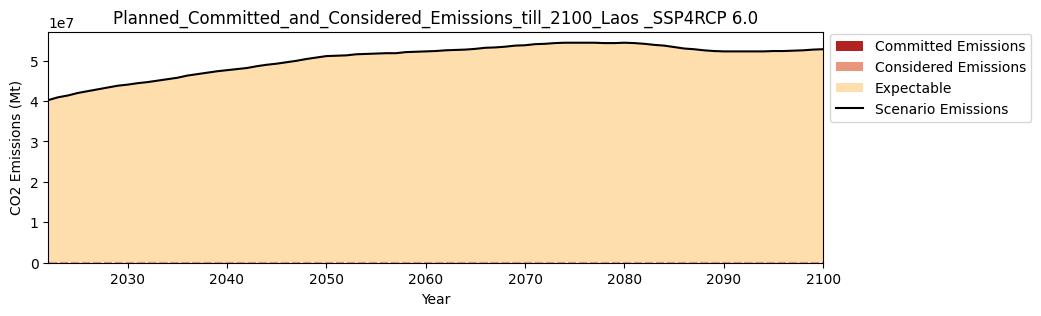 Planned_Committed_and_Considered_Emissions_till_2100_Laos _SSP4RCP 6.0
1e7
5
4
3
2
1
0
CO2 Emissions (Mt)
2030 2040 2050 2060 2070 2080 2090 2100
Year
Committed Emissions
Considered Emissions
Expectable
Scenario Emissions